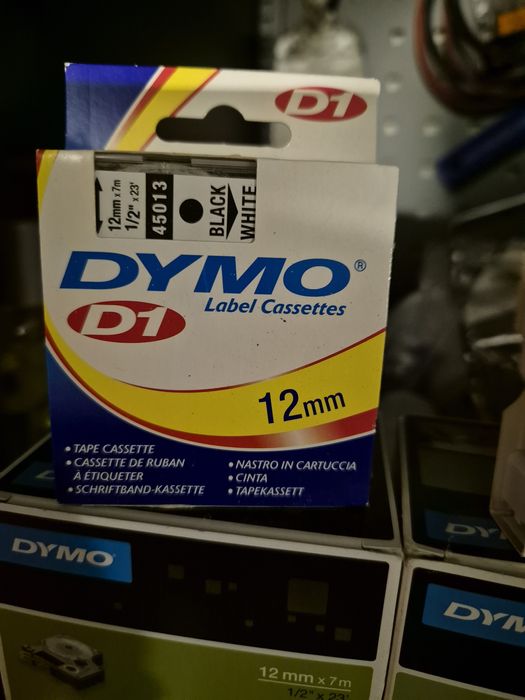 D1
12mm x 7m
1/2" x 23'
45013
BLACK
WHITE
DYMO®
Label Cassettes
D1
12mm
• TAPE CASSETTE
• CASSETTE DE RUBAN
À ÉTIQUETER
• SCHRIFTBAND-KASSETTE
• NASTRO IN CARTUCCIA
• CINTA
• TAPEKASSETT
DYMO
12 mm x 7m
1/2" x 23'
DYMO